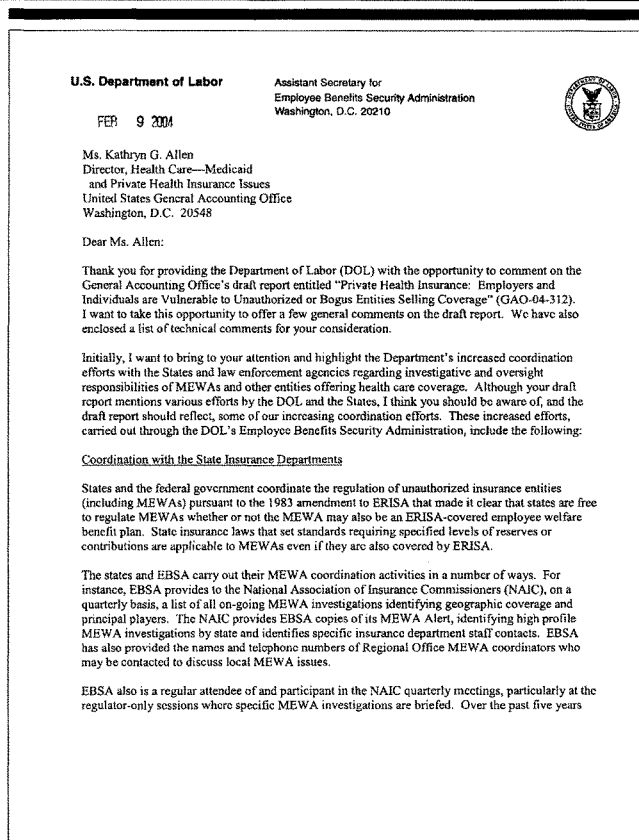 U.S. Department of Labor
Assistant Secretary for
Employee Benefits Security Administration
Washington, D.C. 20210
FEB 9 2004
Ms. Kathryn G. Allen
Director, Health Care—Medicaid
and Private Health Insurance Issues
United States General Accounting Office
Washington, D.C. 20548
Dear Ms. Allen:
Thank you for providing the Department of Labor (DOL) with the opportunity to comment on the
General Accounting Office's draft report entitled "Private Health Insurance: Employers and
Individuals are Vulnerable to Unauthorized or Bogus Entities Selling Coverage" (GAO-04-312).
I want to take this opportunity to offer a few general comments on the draft report. We have also
enclosed a list of technical comments for your consideration.
Initially, I want to bring to your attention and highlight the Department's increased coordination
efforts with the States and law enforcement agencies regarding investigative and oversight
responsibilities of MEWAs and other entities offering health care coverage. Although your draft
report mentions various efforts by the DOL and the States, I think you should be aware of, and the
draft report should reflect, some of our increasing coordination efforts. These increased efforts,
carried out through the DOL's Employee Benefits Security Administration, include the following:
Coordination with the State Insurance Departments
States and the federal government coordinate the regulation of unauthorized insurance entities
(including MEWAs) pursuant to the 1983 amendment to ERISA that made it clear that states are free
to regulate MEWAs whether or not the MEWA may also be an ERISA-covered employee welfare
benefit plan. State insurance laws that set standards requiring specified levels of reserves or
contributions are applicable to MEWAs even if they are also covered by ERISA.
The states and EBSA carry out their MEWA coordination activities in a number of ways. For
instance, EBSA provides to the National Association of Insurance Commissioners (NAIC), on a
quarterly basis, a list of all on-going MEWA investigations identifying geographic coverage and
principal players. The NAIC provides EBSA copies of its MEWA Alert, identifying high profile
MEWA investigations by state and identifies specific insurance department staff contacts. EBSA
has also provided the names and telephone numbers of Regional Office MEWA coordinators who
may be contacted to discuss local MEWA issues.
EBSA also is a regular attendee of and participant in the NAIC quarterly meetings, particularly at the
regulator-only sessions where specific MEWA investigations are briefed. Over the past five years